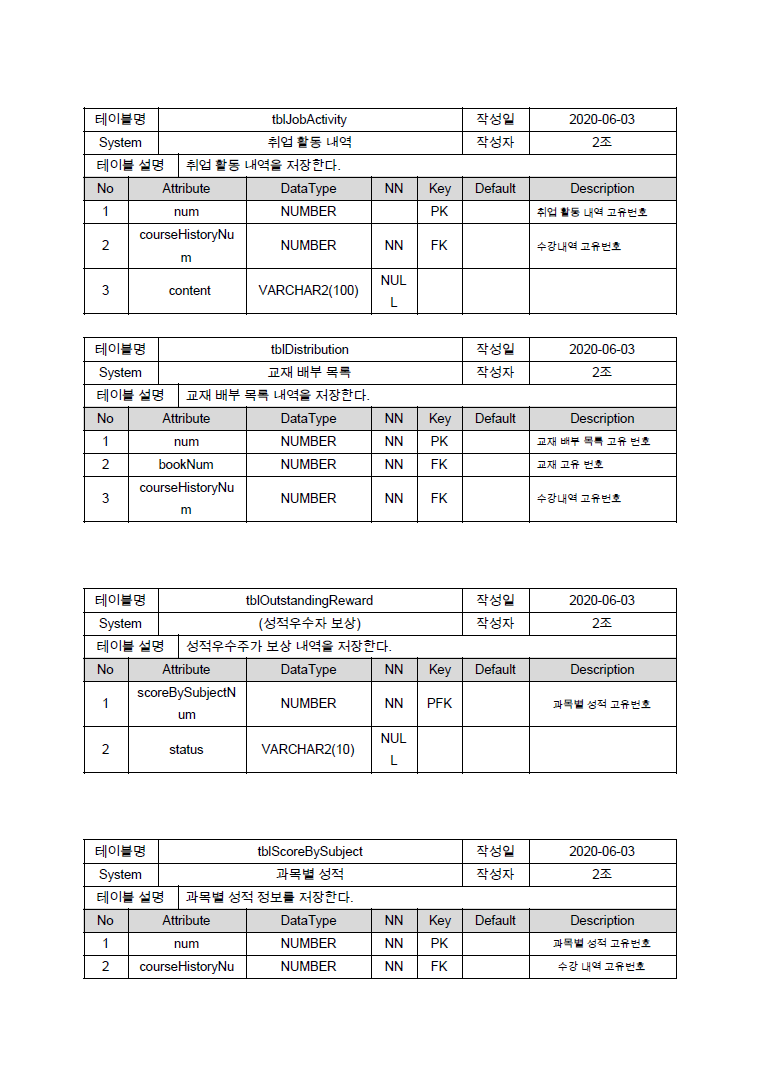 테이블명 tblJobActivity 작성일 2020-06-03
System 취업 활동 내역 작성자 2조
테이블 설명 취업 활동 내역을 저장한다.
No Attribute DataType NN Key Default Description
1 num NUMBER PK 취업 활동 내역 고유번호
2 courseHistoryNu
m NUMBER NN FK 수강내역 고유번호
3 content VARCHAR2(100) NUL
L
테이블명 tblDistribution 작성일 2020-06-03
System 교재 배부 목록 작성자 2조
테이블 설명 교재 배부 목록 내역을 저장한다.
No Attribute DataType NN Key Default Description
1 num NUMBER NN PK 교재 배부 목록 고유 번호
2 bookNum NUMBER NN FK 교재 고유 번호
3 courseHistoryNu
m NUMBER NN FK 수강내역 고유번호
테이블명 tblOutstandingReward 작성일 2020-06-03
System (성적우수자 보상) 작성자 2조
테이블 설명 성적우수주가 보상 내역을 저장한다.
No Attribute DataType NN Key Default Description
1 scoreBySubjectN
um NUMBER NN PFK 과목별 성적 고유번호
2 status VARCHAR2(10) NUL
L
테이블명 tblScoreBySubject 작성일 2020-06-03
System 과목별 성적 작성자 2조
테이블 설명 과목별 성적 정보를 저장한다.
No Attribute DataType NN Key Default Description
1 num NUMBER NN PK 과목별 성적 고유번호
2 courseHistoryNu NUMBER NN FK 수강 내역 고유번호